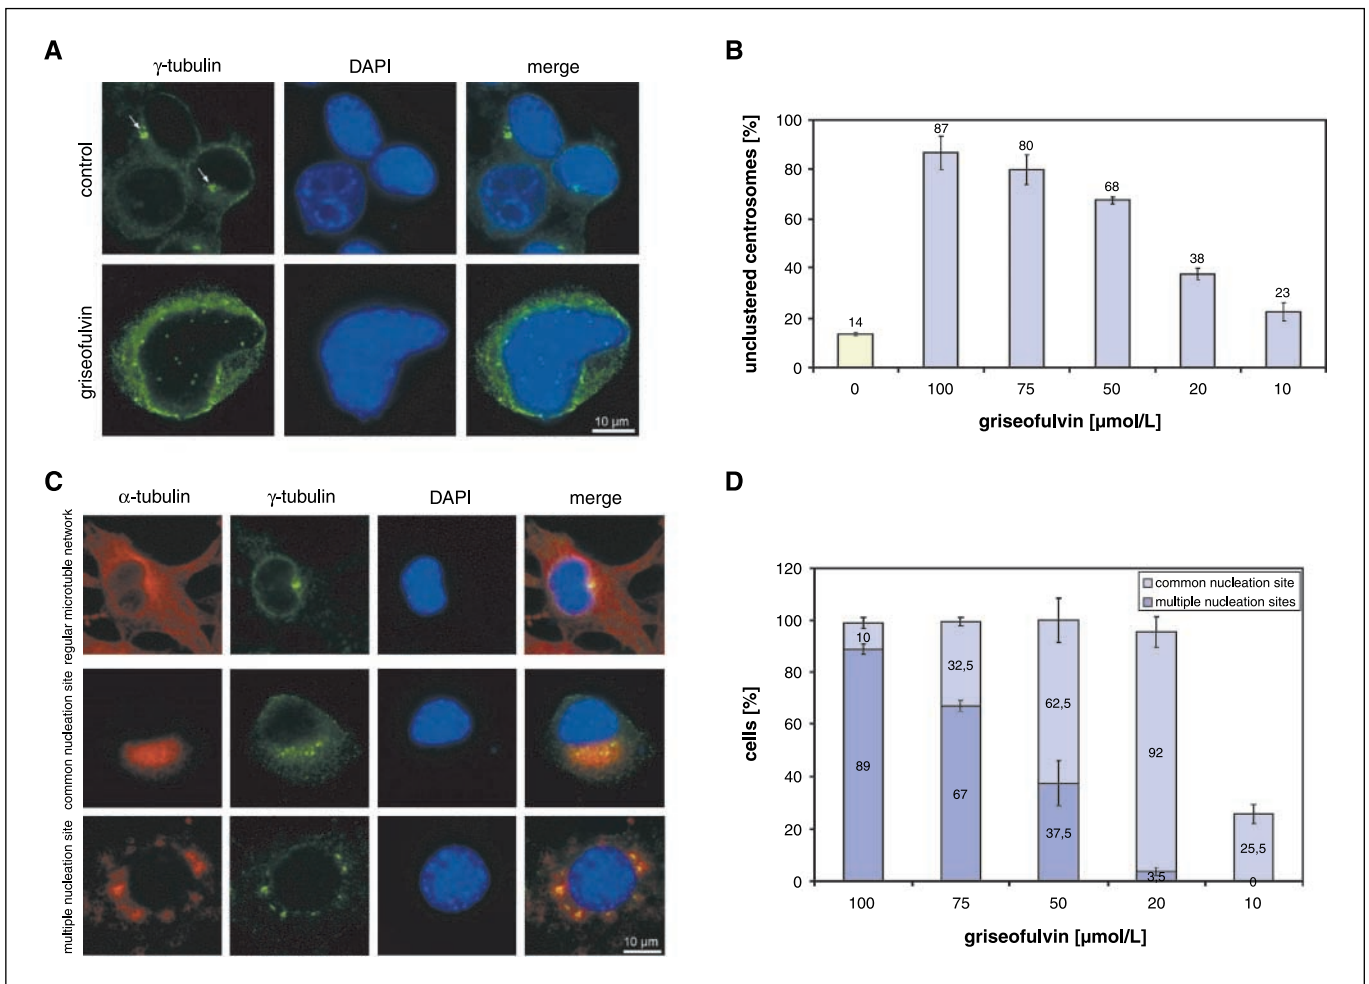 A
γ-tubulin DAPI merge
control
griseofulvin
10 µm
B
unclustered centrosomes [%]
100
80
60
40
20
0
14 87 80 68 38 23
0 100 75 50 20 10
griseofulvin [µmol/L]
C
α-tubulin γ-tubulin DAPI merge
regular microtuble network
common nucleation site
multiple nucleation site
10 µm
D
cells [%]
120
100
80
60
40
20
0
common nucleation site
multiple nucleation sites
10 32,5 62,5 92 25,5
89 67 37,5 3,5 0
100 75 50 20 10
griseofulvin [µmol/L]